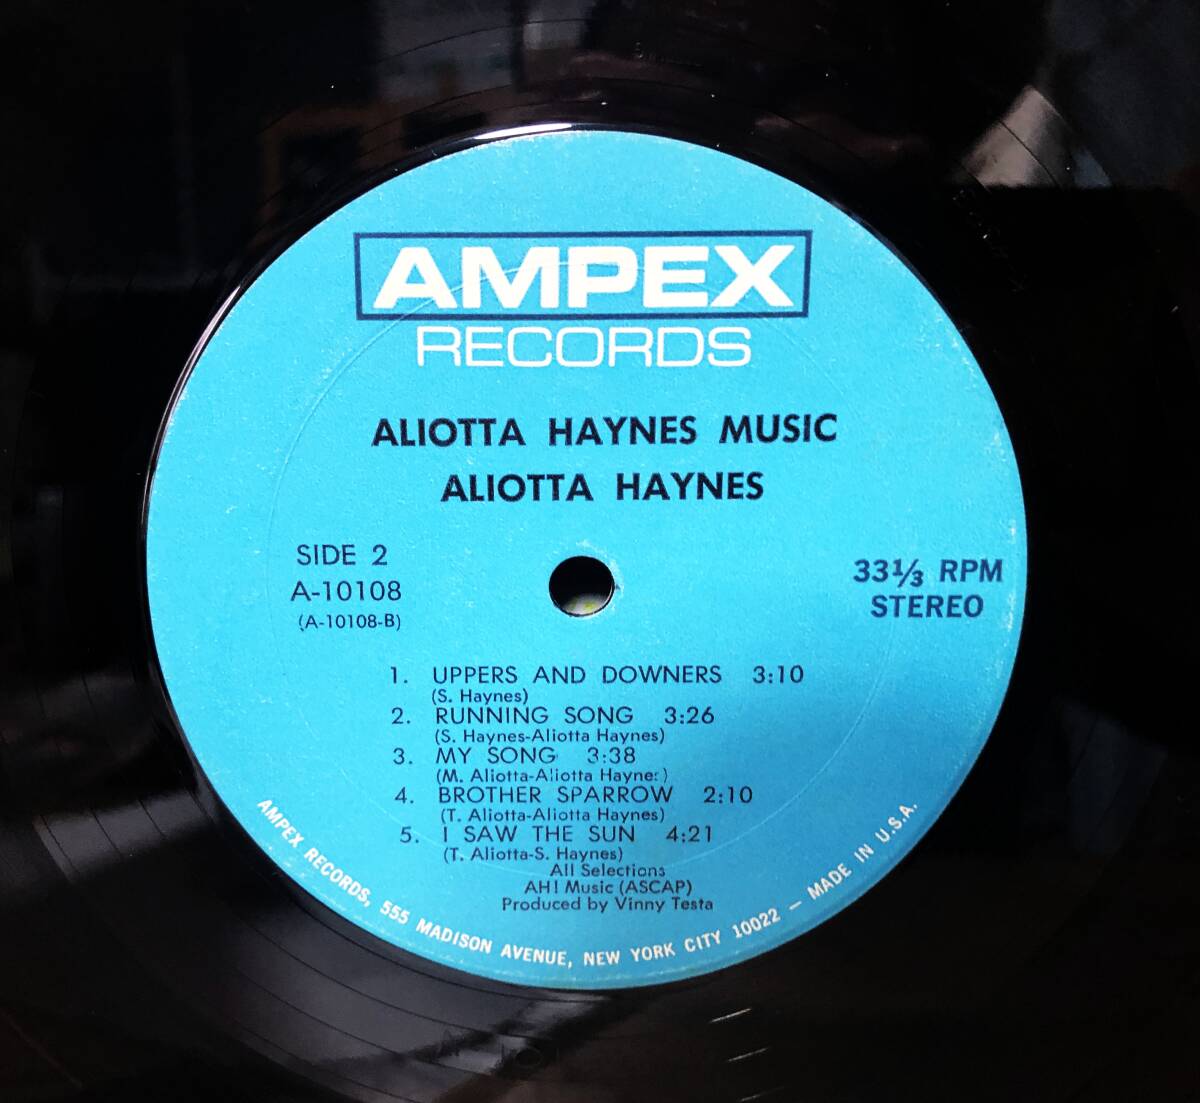 AMPEX
RECORDS
ALIOTTA HAYNES MUSIC
ALIOTTA HAYNES
SIDE 2
A-10108
(A-10108-B)
33 1/3 RPM
STEREO
1. UPPERS AND DOWNERS 3:10
(S. Haynes)
2. RUNNING SONG 3:26
(S. Haynes-Aliotta Haynes)
3. MY SONG 3:38
(M. Aliotta-Aliotta Haynes)
4. BROTHER SPARROW 2:10
(T. Aliotta-Aliotta Haynes)
5. I SAW THE SUN 4:21
(T. Aliotta-S. Haynes)
All Selections
AH! Music (ASCAP)
Produced by Vinny Testa
AMPEX RECORDS, 555 MADISON AVENUE, NEW YORK CITY 10022 — MADE IN U.S.A.